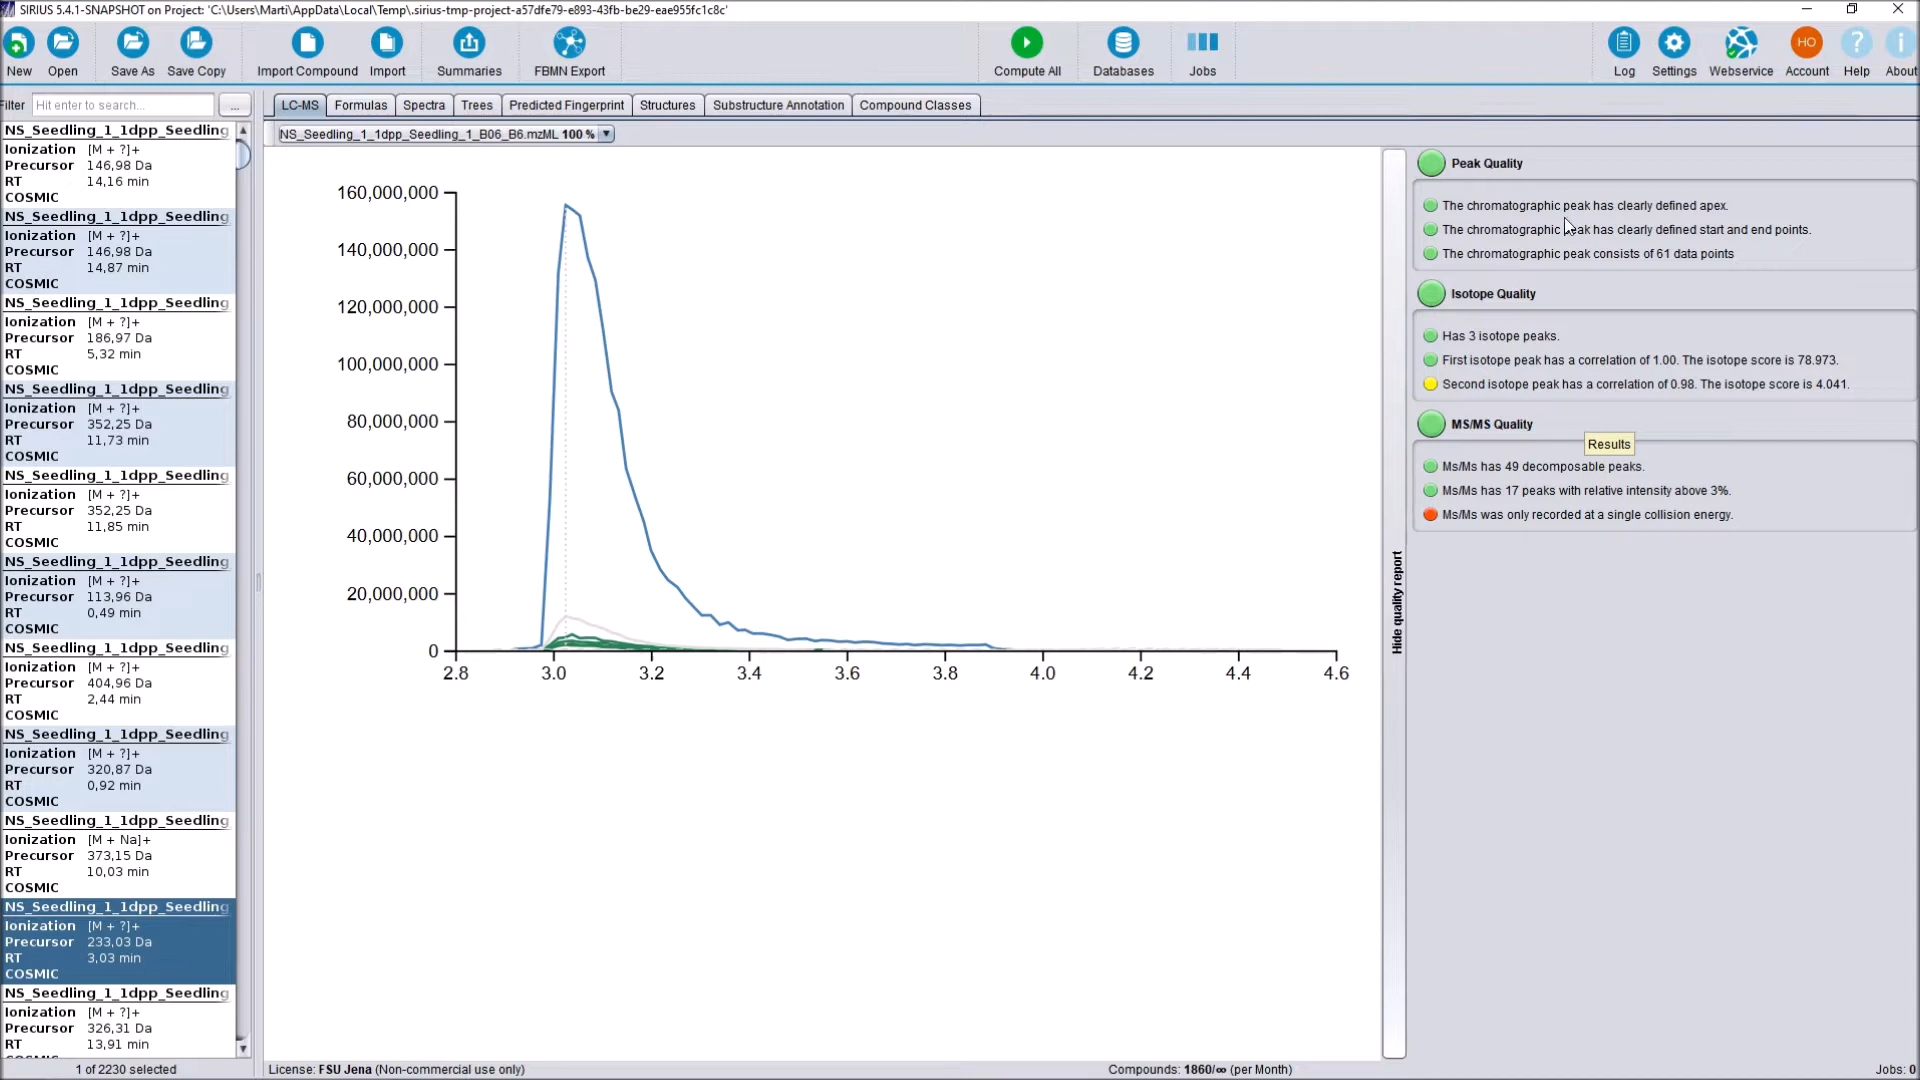 SIRIUS 5.4.1-SNAPSHOT on Project: 'C:\Users\Marti\AppData\Local\Temp\.sirius-tmp-project-a57dfe79-e893-43fb-be29-eae955fc1c8c'
New Open Save As Save Copy Import Compound Import Summaries FBMN Export Compute All Databases Jobs Log Settings Webservice HO Account ? Help i About
Filter Hit enter to search... ...
LC-MS Formulas Spectra Trees Predicted Fingerprint Structures Substructure Annotation Compound Classes
NS_Seedling_1_1dpp_Seedling
Ionization [M + ?]+
Precursor 146,98 Da
RT 14,16 min
COSMIC
NS_Seedling_1_1dpp_Seedling
Ionization [M + ?]+
Precursor 146,98 Da
RT 14,87 min
COSMIC
NS_Seedling_1_1dpp_Seedling
Ionization [M + ?]+
Precursor 186,97 Da
RT 5,32 min
COSMIC
NS_Seedling_1_1dpp_Seedling
Ionization [M + ?]+
Precursor 352,25 Da
RT 11,73 min
COSMIC
NS_Seedling_1_1dpp_Seedling
Ionization [M + ?]+
Precursor 352,25 Da
RT 11,85 min
COSMIC
NS_Seedling_1_1dpp_Seedling
Ionization [M + ?]+
Precursor 113,96 Da
RT 0,49 min
COSMIC
NS_Seedling_1_1dpp_Seedling
Ionization [M + ?]+
Precursor 404,96 Da
RT 2,44 min
COSMIC
NS_Seedling_1_1dpp_Seedling
Ionization [M + ?]+
Precursor 320,87 Da
RT 0,92 min
COSMIC
NS_Seedling_1_1dpp_Seedling
Ionization [M + Na]+
Precursor 373,15 Da
RT 10,03 min
COSMIC
NS_Seedling_1_1dpp_Seedling
Ionization [M + ?]+
Precursor 233,03 Da
RT 3,03 min
COSMIC
NS_Seedling_1_1dpp_Seedling
Ionization [M + ?]+
Precursor 326,31 Da
RT 13,91 min
COSMIC
1 of 2230 selected
NS_Seedling_1_1dpp_Seedling_1_B06_B6.mzML 100 %
160,000,000
140,000,000
120,000,000
100,000,000
80,000,000
60,000,000
40,000,000
20,000,000
0
2.8 3.0 3.2 3.4 3.6 3.8 4.0 4.2 4.4 4.6
Hide quality report
Peak Quality
The chromatographic peak has clearly defined apex.
The chromatographic peak has clearly defined start and end points.
The chromatographic peak consists of 61 data points
Isotope Quality
Has 3 isotope peaks.
First isotope peak has a correlation of 1.00. The isotope score is 78.973.
Second isotope peak has a correlation of 0.98. The isotope score is 4.041.
MS/MS Quality
Results
Ms/Ms has 49 decomposable peaks.
Ms/Ms has 17 peaks with relative intensity above 3%.
Ms/Ms was only recorded at a single collision energy.
License: FSU Jena (Non-commercial use only)
Compounds: 1860/∞ (per Month)
Jobs: 0